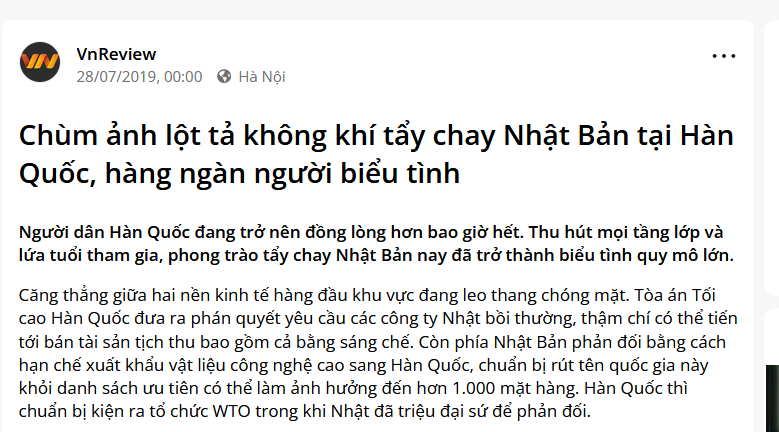 VnReview
28/07/2019, 00:00 Hà Nội
Chùm ảnh lột tả không khí tẩy chay Nhật Bản tại Hàn
Quốc, hàng ngàn người biểu tình
Người dân Hàn Quốc đang trở nên đồng lòng hơn bao giờ hết. Thu hút mọi tầng lớp và
lứa tuổi tham gia, phong trào tẩy chay Nhật Bản nay đã trở thành biểu tình quy mô lớn.
Căng thẳng giữa hai nền kinh tế hàng đầu khu vực đang leo thang chóng mặt. Tòa án Tối
cao Hàn Quốc đưa ra phán quyết yêu cầu các công ty Nhật bồi thường, thậm chí có thể tiến
tới bán tài sản tịch thu bao gồm cả bằng sáng chế. Còn phía Nhật Bản phản đối bằng cách
hạn chế xuất khẩu vật liệu công nghệ cao sang Hàn Quốc, chuẩn bị rút tên quốc gia này
khỏi danh sách ưu tiên có thể làm ảnh hưởng đến hơn 1.000 mặt hàng. Hàn Quốc thì
chuẩn bị kiện ra tổ chức WTO trong khi Nhật đã triệu đại sứ để phản đối.